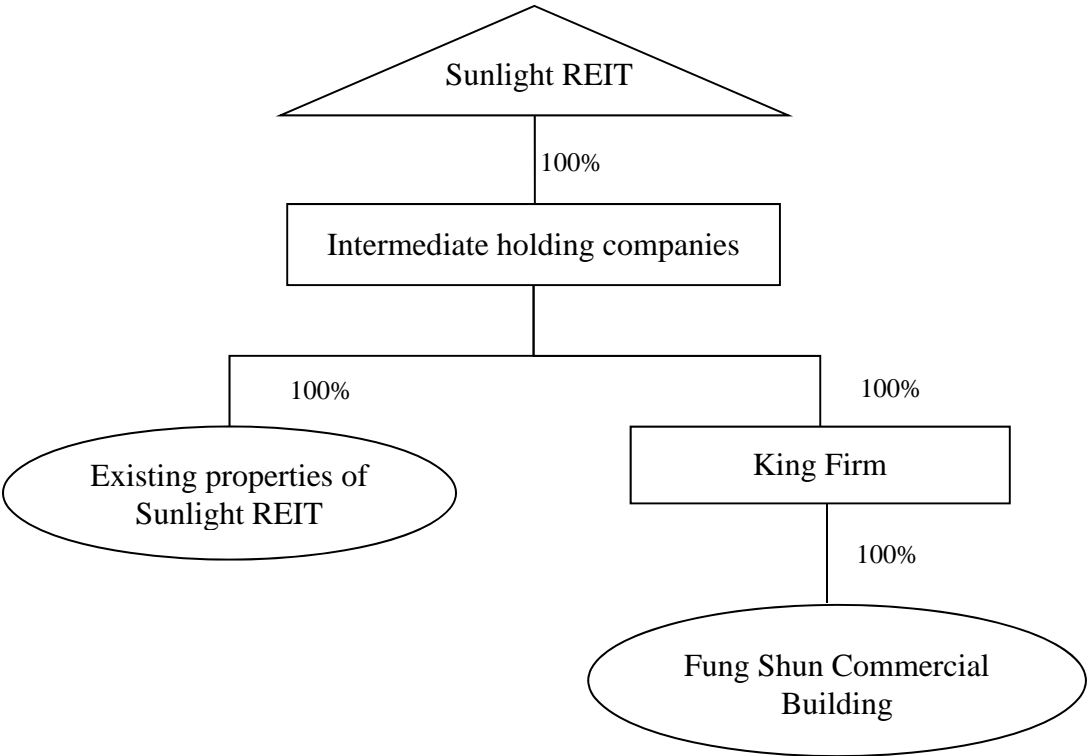 Sunlight REIT
100%
Intermediate holding companies
100%
100%
Existing properties of
Sunlight REIT
King Firm
100%
Fung Shun Commercial
Building